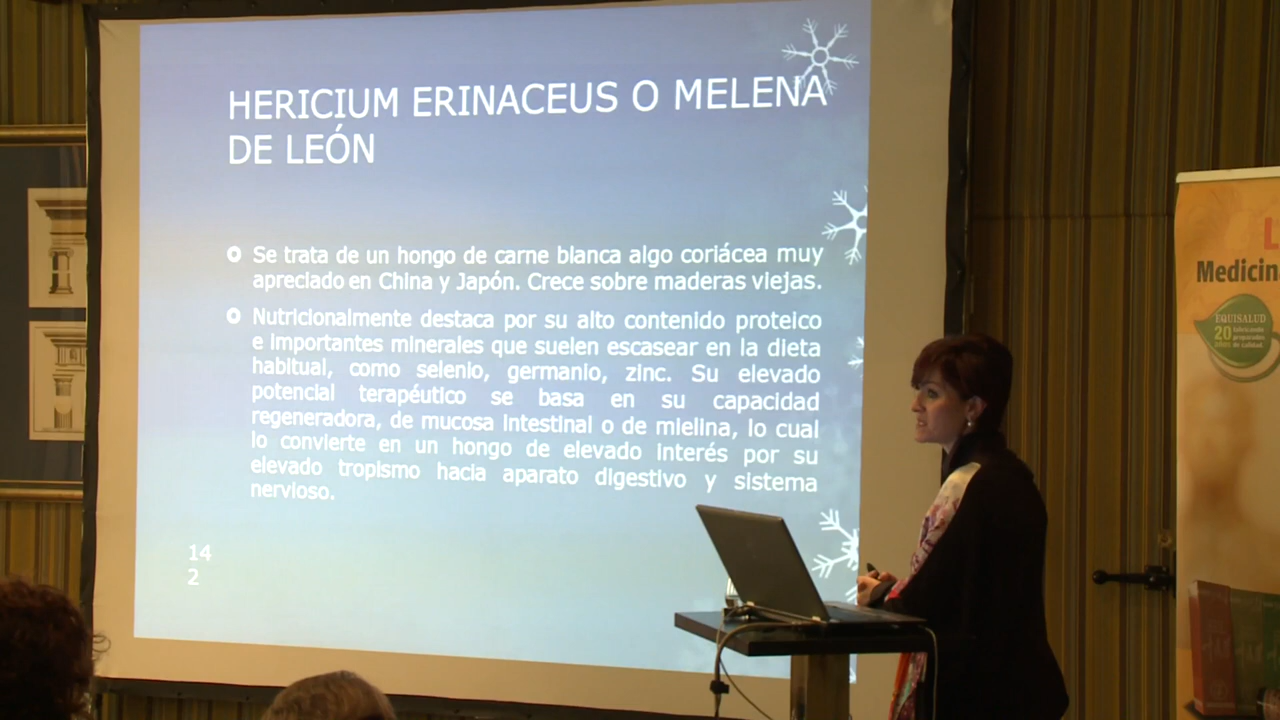 HERICIUM ERINACEUS O MELENA
DE LEÓN
Se trata de un hongo de carne blanca algo coriácea muy
apreciado en China y Japón. Crece sobre maderas viejas.
Nutricionalmente destaca por su alto contenido proteico
e importantes minerales que suelen escasear en la dieta
habitual, como selenio, germanio, zinc. Su elevado
potencial terapéutico se basa en su capacidad
regeneradora, de mucosa intestinal o de mielina, lo cual
lo convierte en un hongo de elevado interés por su
elevado tropismo hacia aparato digestivo y sistema
nervioso.
14
2
L
Medicin
EQUISALUD
20
años